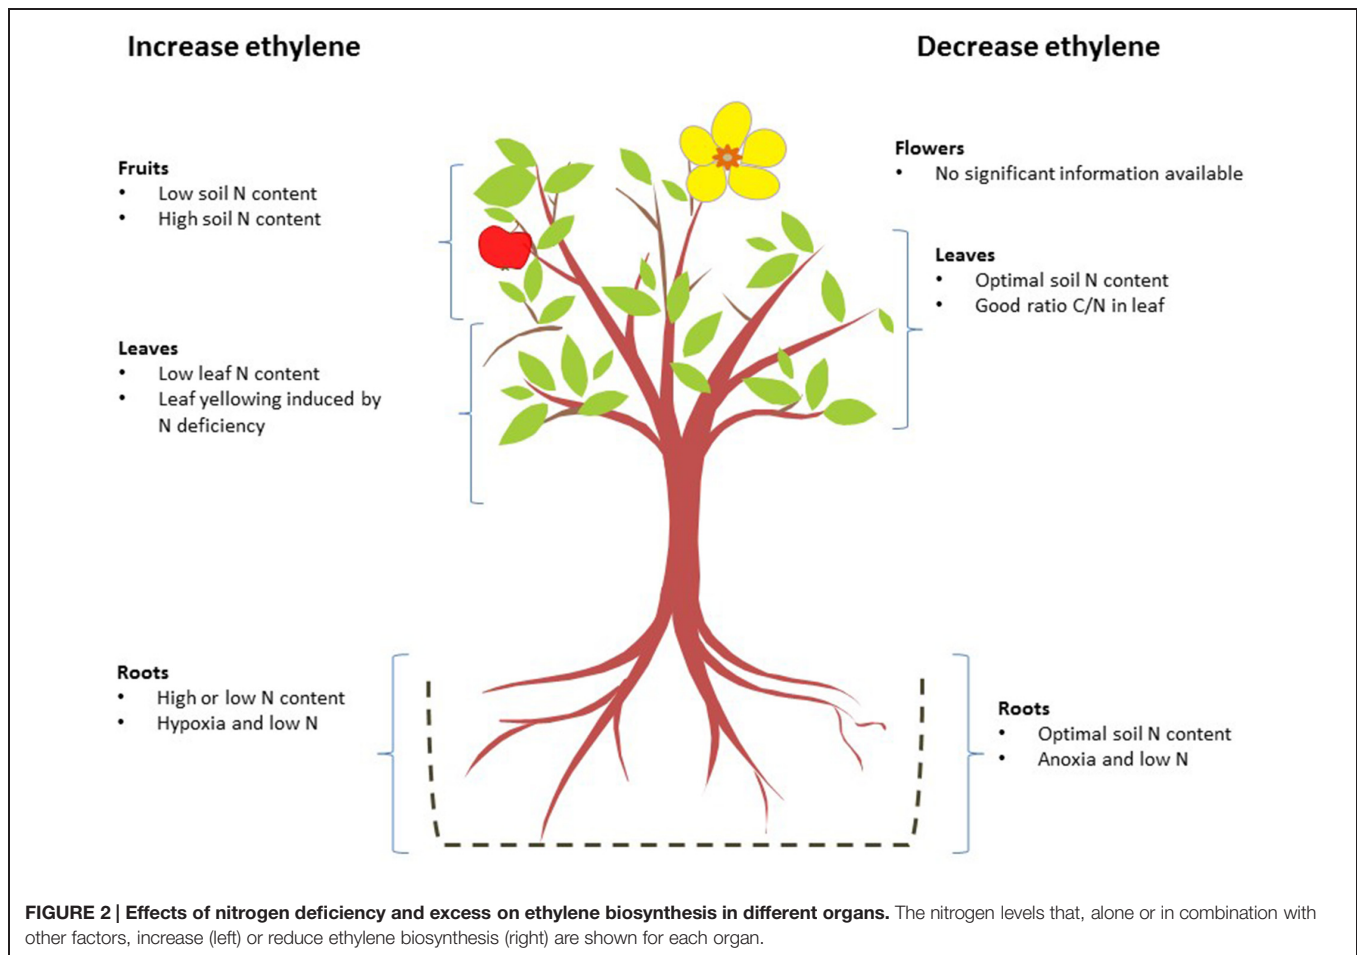 Increase ethylene
Decrease ethylene
Fruits
• Low soil N content
• High soil N content
Leaves
• Low leaf N content
• Leaf yellowing induced by
N deficiency
Roots
• High or low N content
• Hypoxia and low N
Flowers
• No significant information available
Leaves
• Optimal soil N content
• Good ratio C/N in leaf
Roots
• Optimal soil N content
• Anoxia and low N
FIGURE 2 | Effects of nitrogen deficiency and excess on ethylene biosynthesis in different organs. The nitrogen levels that, alone or in combination with
other factors, increase (left) or reduce ethylene biosynthesis (right) are shown for each organ.